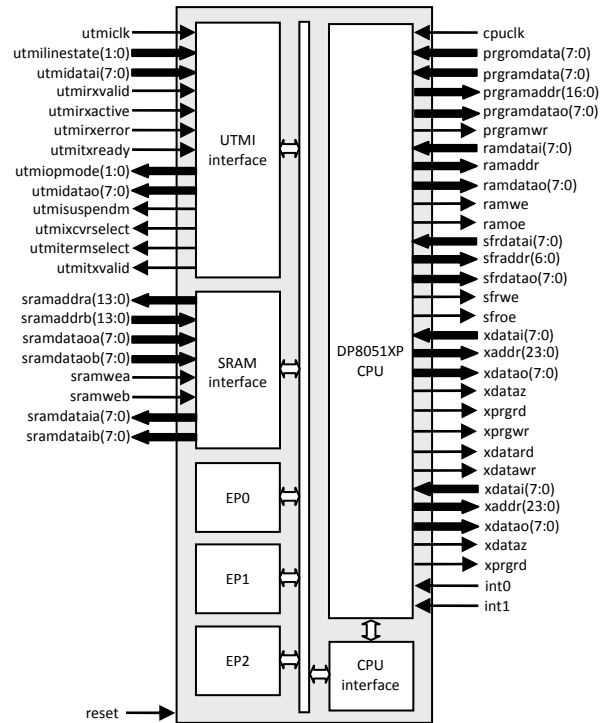 utmiclk
utmilinestate(1:0)
utmidatai(7:0)
utmirxvalid
utmirxactive
utmirxerror
utmitxready
utmiopmode(1:0)
utmidatao(7:0)
utmisuspendm
utmixcvrselect
utmitermselect
utmitxvalid
sramaddra(13:0)
sramaddrb(13:0)
sramdataoa(7:0)
sramdataob(7:0)
sramwea
sramweb
sramdataia(7:0)
sramdataib(7:0)
reset
UTMI
interface
SRAM
interface
EP0
EP1
EP2
DP8051XP
CPU
CPU
interface
cpuclk
prgromdata(7:0)
prgramdata(7:0)
prgramaddr(16:0)
prgramdatao(7:0)
prgramwr
ramdatai(7:0)
ramaddr
ramdatao(7:0)
ramwe
ramoe
sfrdatai(7:0)
sfraddr(6:0)
sfrdatao(7:0)
sfrwe
sfroe
xdatai(7:0)
xaddr(23:0)
xdatao(7:0)
xdataz
xprgrd
xprgwr
xdatard
xdatawr
xdatai(7:0)
xaddr(23:0)
xdatao(7:0)
xdataz
xprgrd
int0
int1